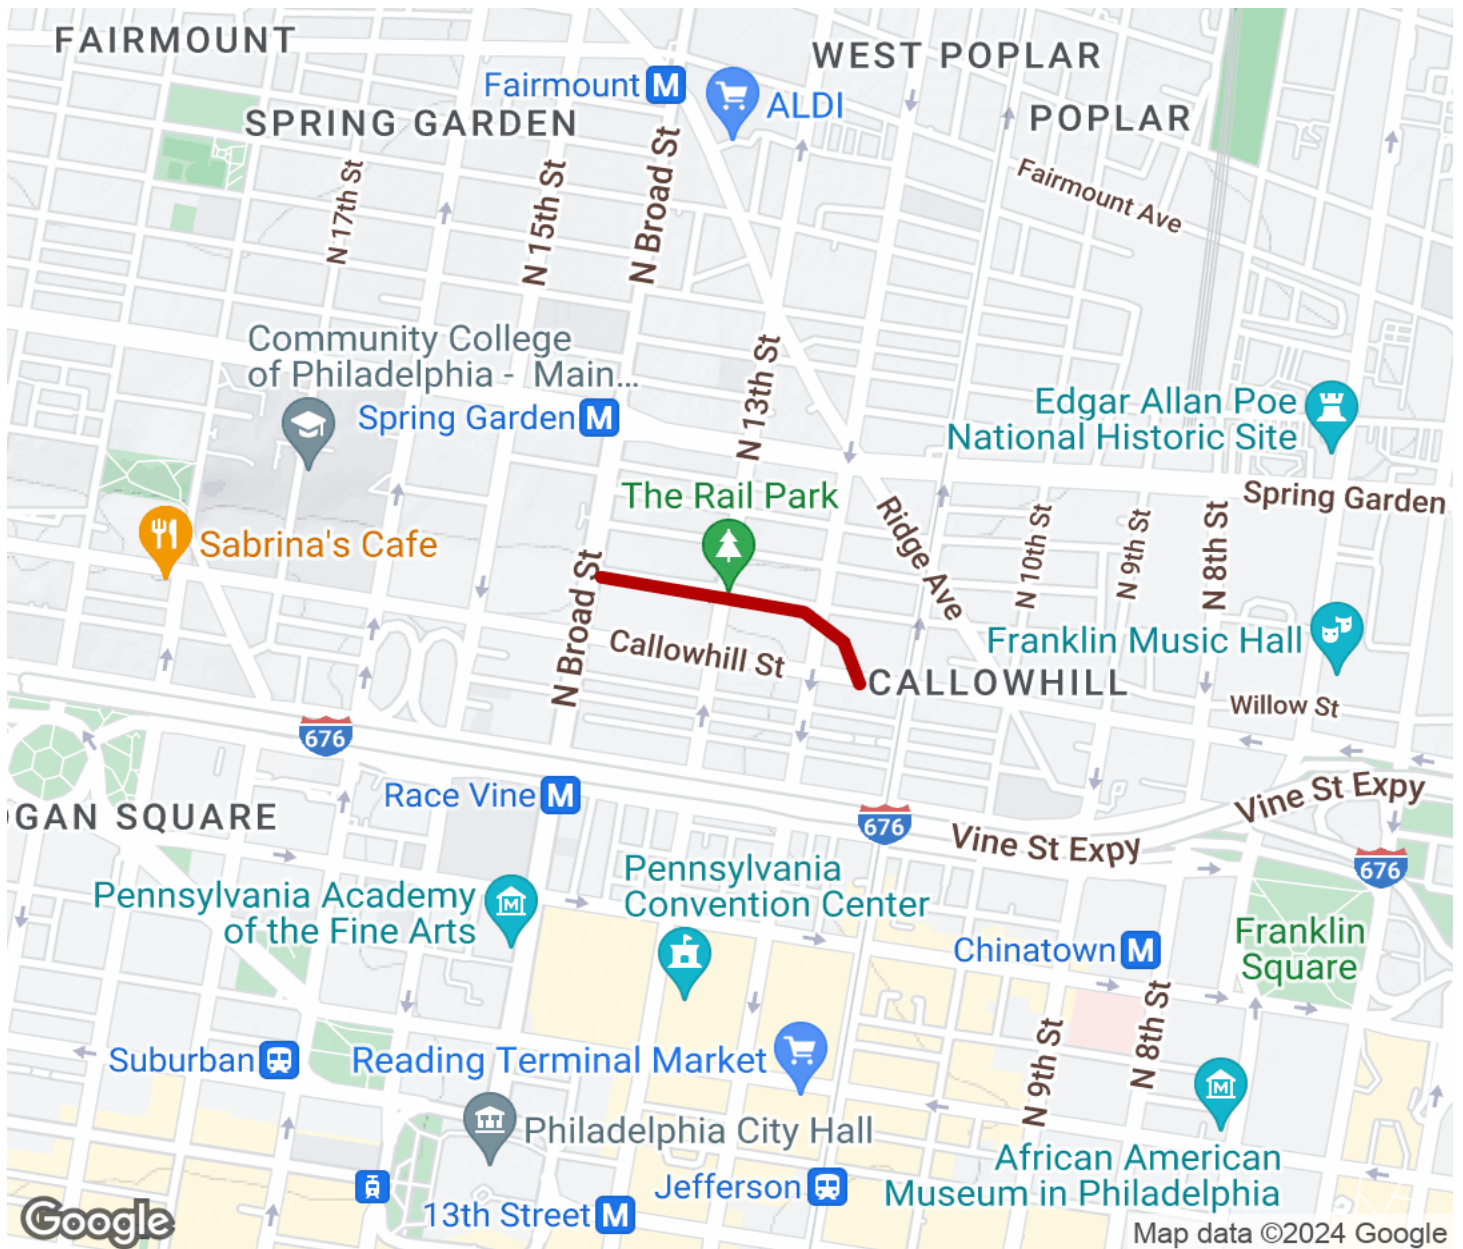 FAIRMOUNT
WEST POPLAR
Fairmount M
ALDI
SPRING GARDEN
POPLAR
N 17th St
N 15th St
N Broad St
Fairmount Ave
Community College
of Philadelphia - Main...
Spring Garden M
N 13th St
Edgar Allan Poe
National Historic Site
The Rail Park
Spring Garden
Sabrina's Cafe
Ridge Ave
N 10th St
N 9th St
N 8th St
N Broad St
Callowhill St
Franklin Music Hall
CALLOWHILL
Willow St
676
Race Vine M
Vine St Expy
OGAN SQUARE
676
Vine St Expy
676
Pennsylvania Academy
of the Fine Arts
M
Pennsylvania
Convention Center
Chinatown M
Franklin
Square
Suburban
Reading Terminal Market
N 9th St
N 8th St
M
Philadelphia City Hall
African American
Museum in Philadelphia
Jefferson
13th Street M
Google
Map data ©2024 Google